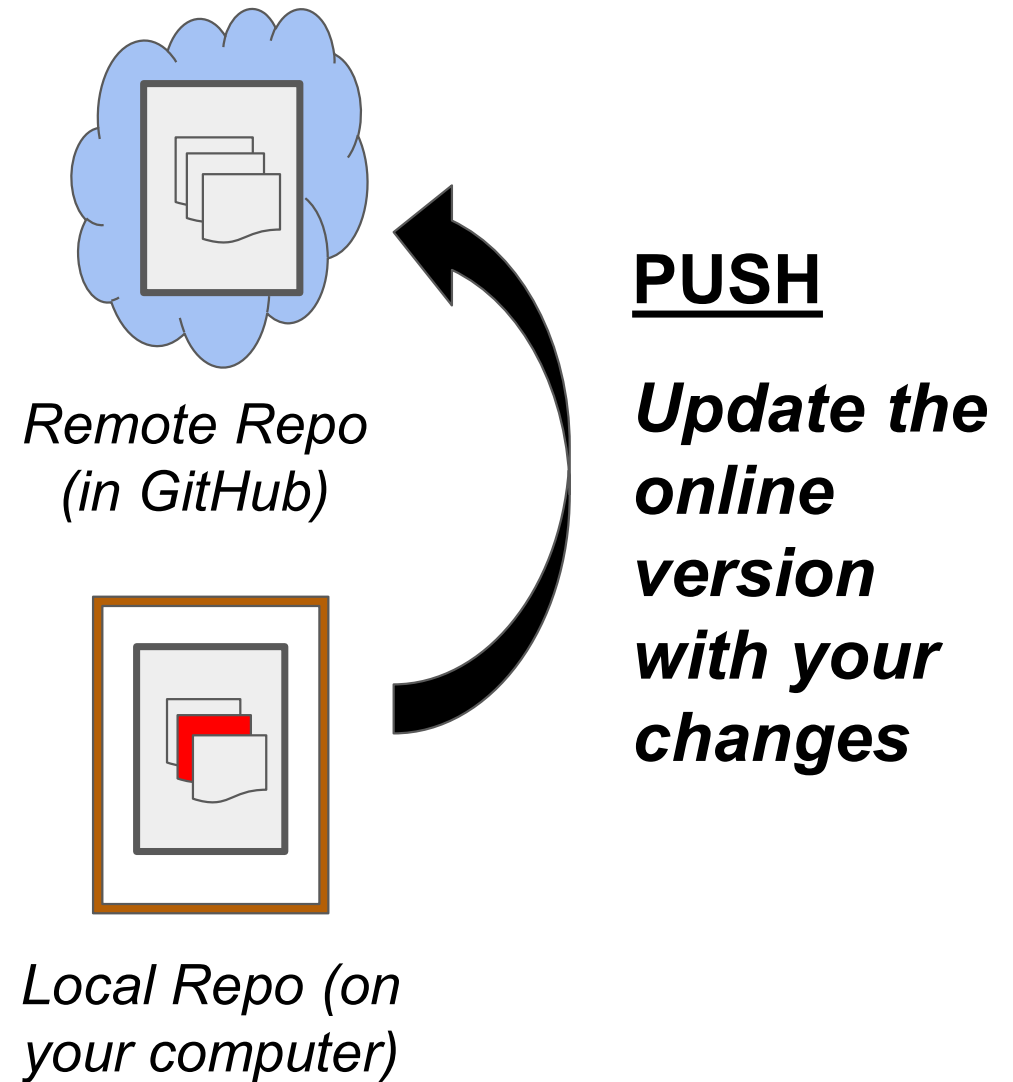 Remote Repo
(in GitHub)
PUSH
Update the
online
version
with your
changes
Local Repo (on
your computer)